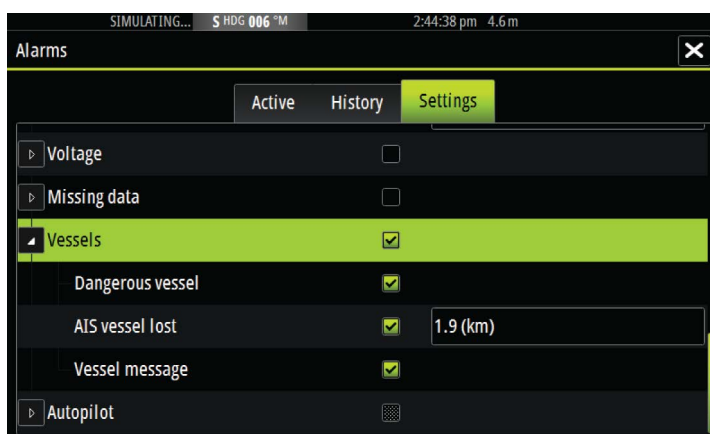 SIMULATING... S HDG 006 °M 2:44:38 pm 4.6 m
Alarms
Active History Settings
Voltage
Missing data
Vessels
Dangerous vessel
AIS vessel lost 1.9 (km)
Vessel message
Autopilot